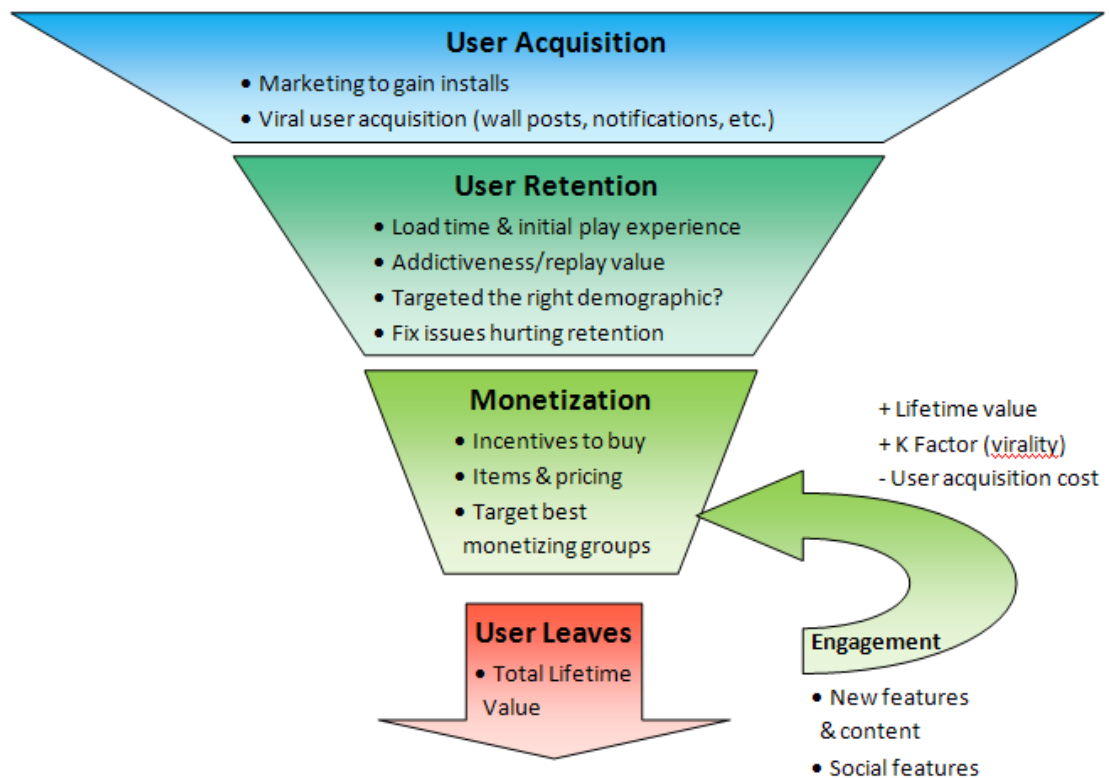 User Acquisition
• Marketing to gain installs
• Viral user acquisition (wall posts, notifications, etc.)
User Retention
• Load time & initial play experience
• Addictiveness/replay value
• Targeted the right demographic?
• Fix issues hurting retention
Monetization
• Incentives to buy
• Items & pricing
• Target best
monetizing groups
+ Lifetime value
+ K Factor (virality)
- User acquisition cost
User Leaves
• Total Lifetime
Value
Engagement
• New features
& content
• Social features